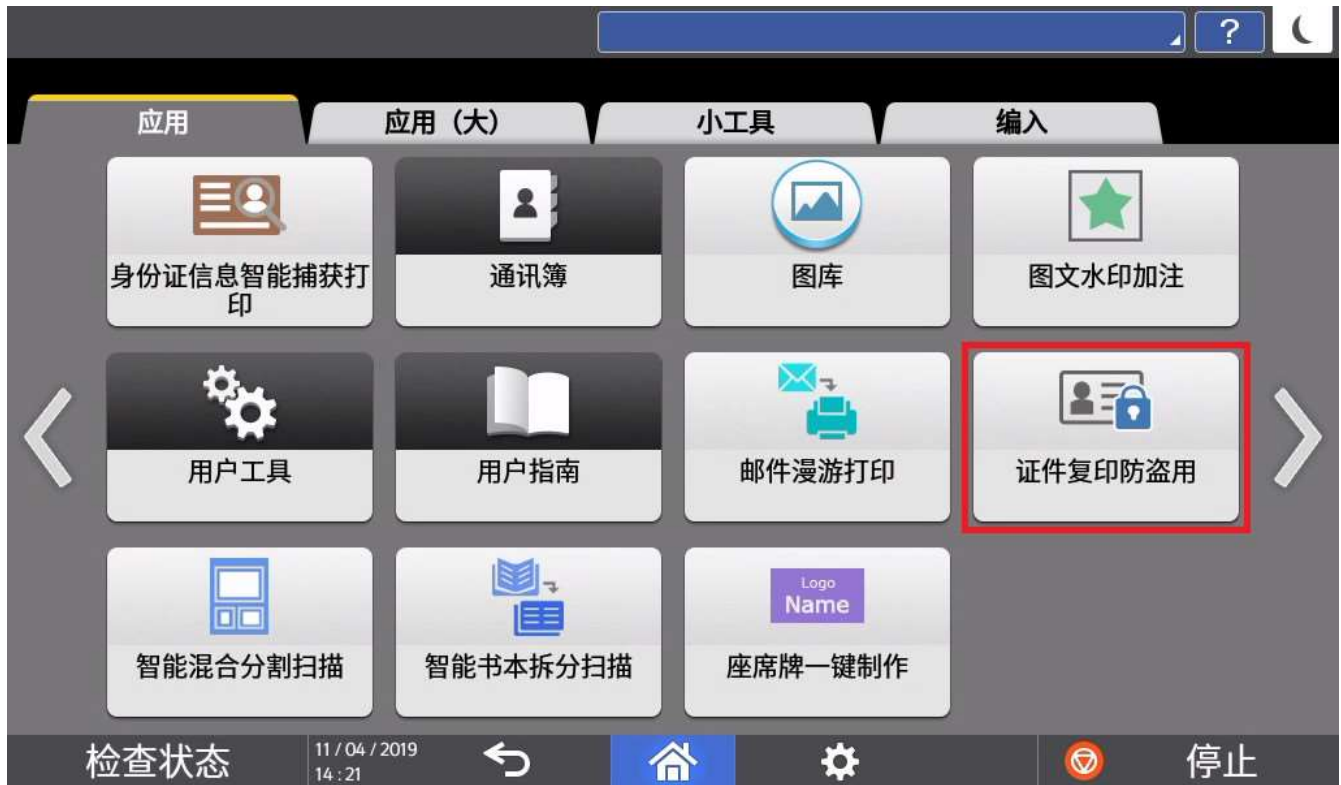 ?
应用
应用（大）
小工具
编入
身份证信息智能捕获打
印
通讯簿
图库
图文水印加注
用户工具
用户指南
邮件漫游打印
证件复印防盗用
智能混合分割扫描
智能书本拆分扫描
Logo
Name
座席牌一键制作
检查状态
11 / 04 / 2019
14 : 21
停止